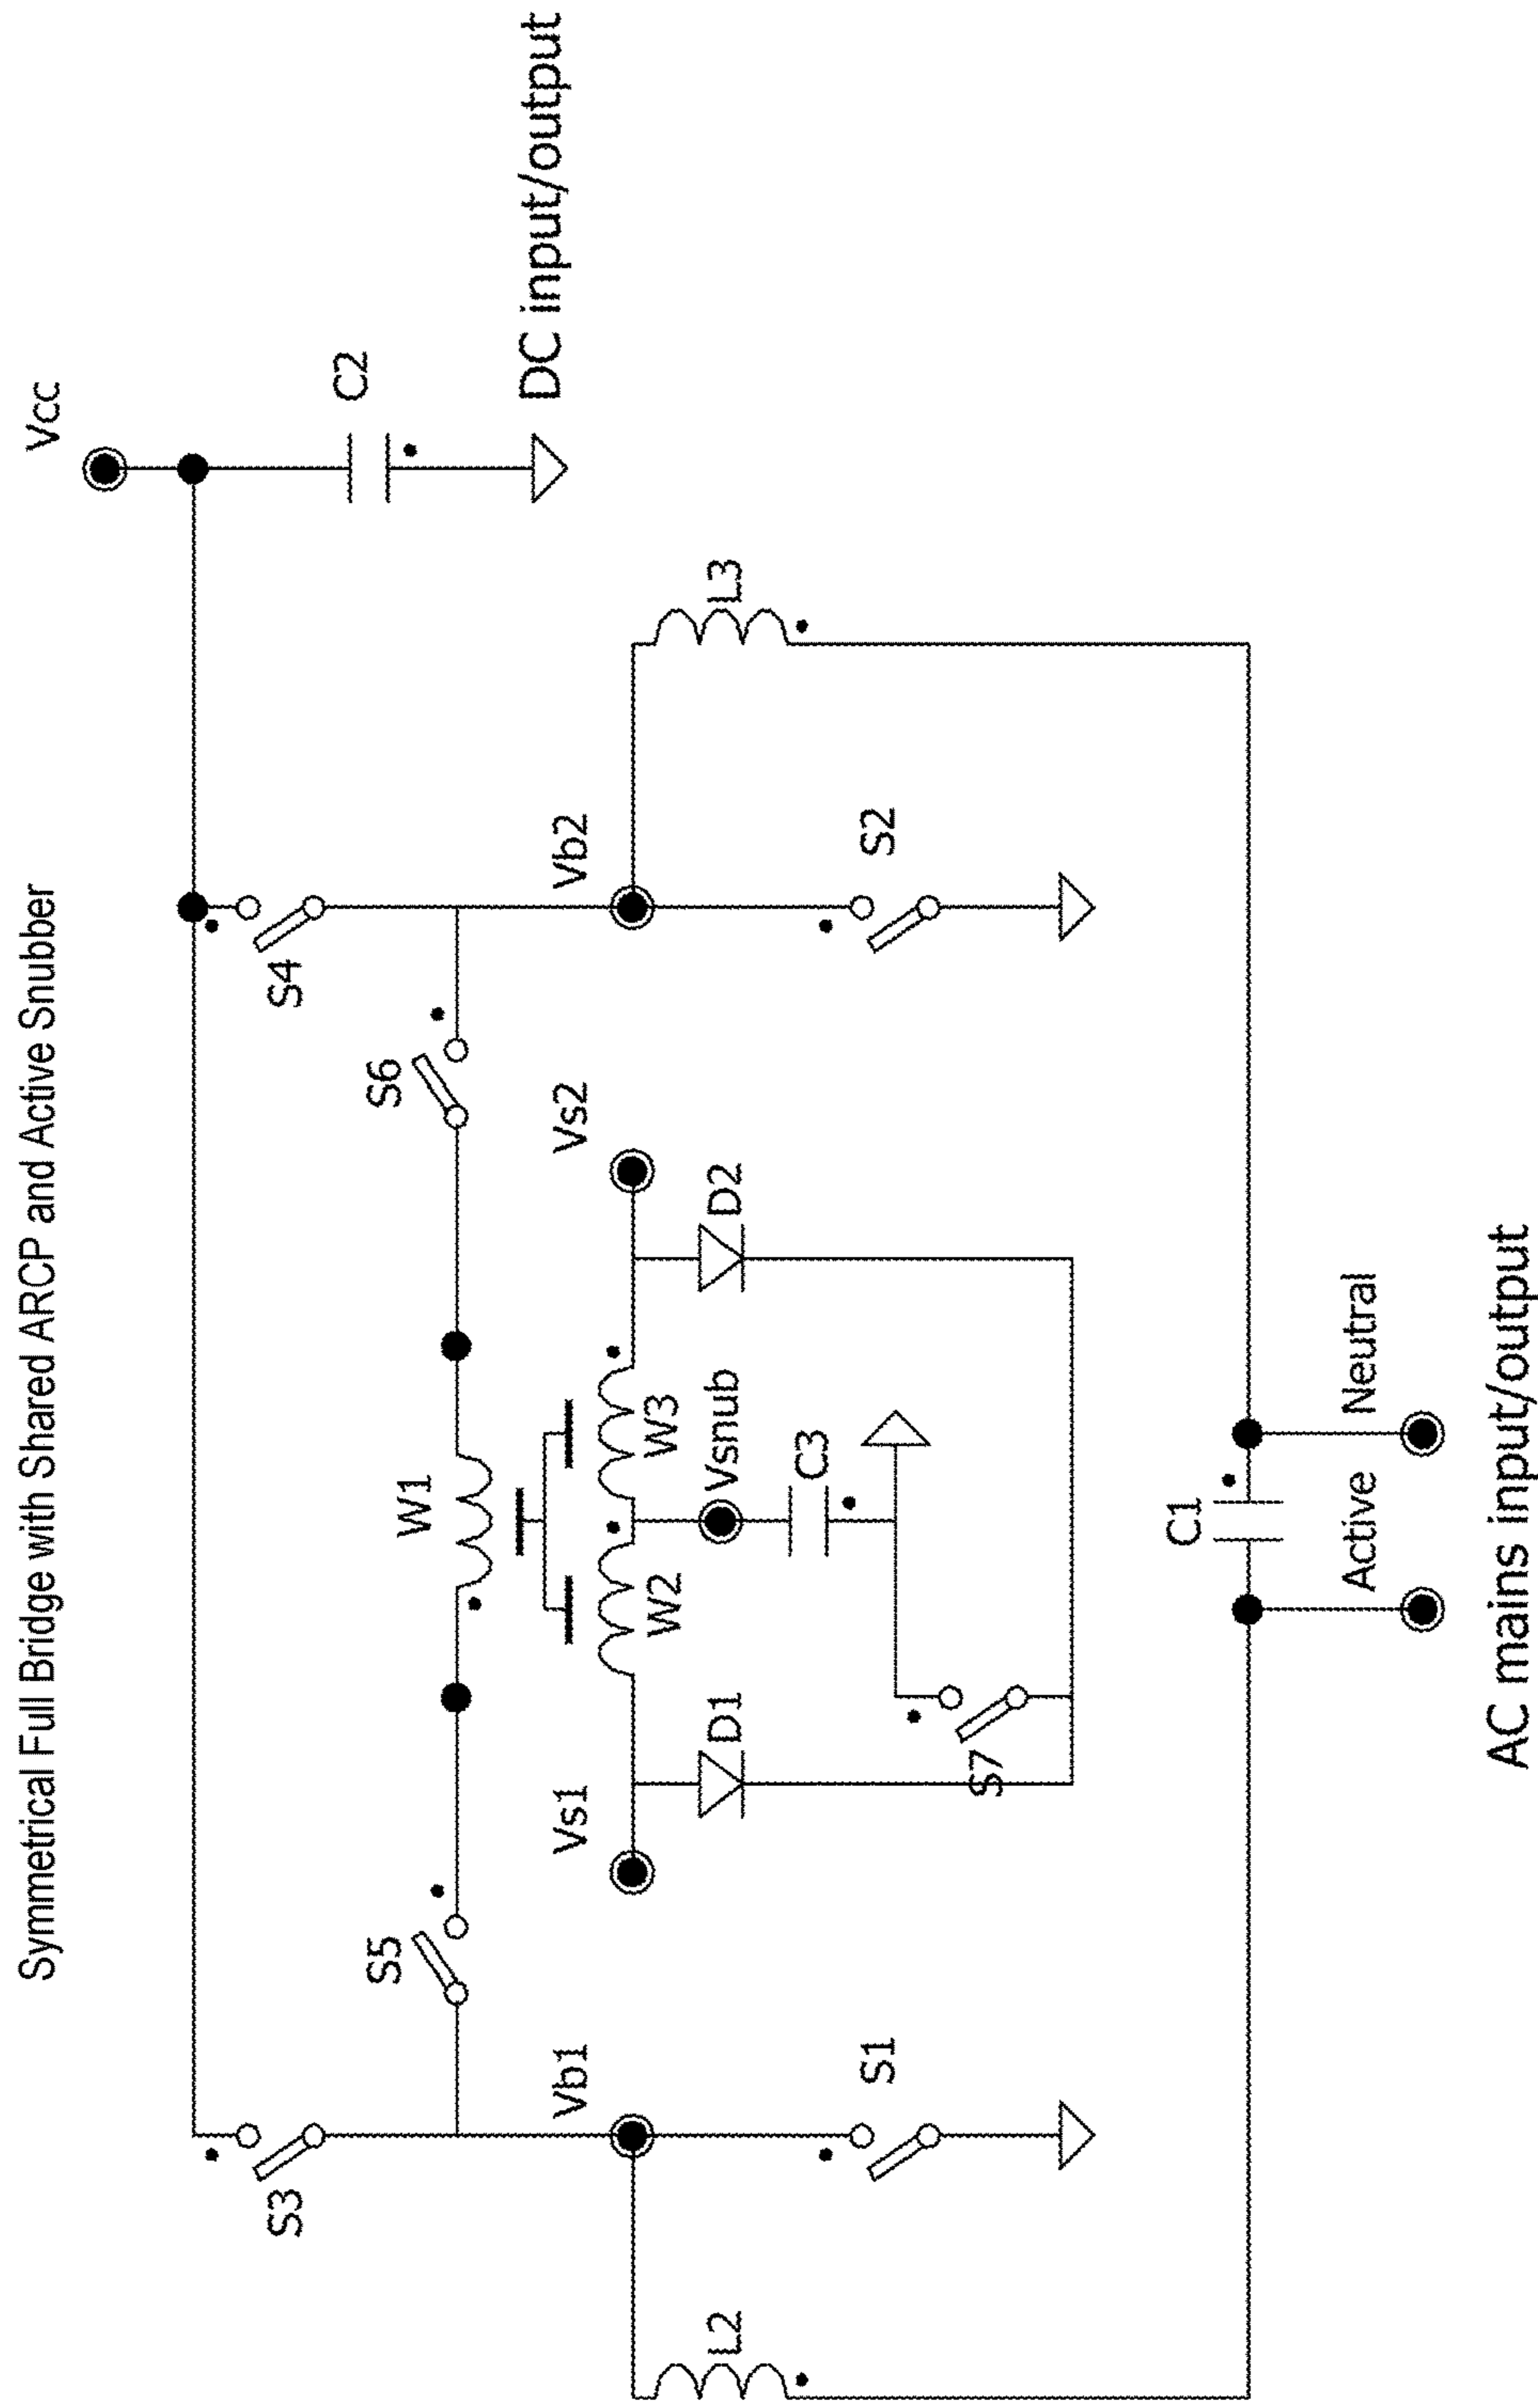 Symmetrical Full Bridge with Shared ARCP and Active Snubber
Vcc
S3
S4
C2
S5
W1
S6
DC input/output
Vb1
Vs1
Vs2
Vb2
L2
D1
W2
W3
D2
L3
Vsnub
C3
S1
S7
S2
C1
Active
Neutral
AC mains input/output